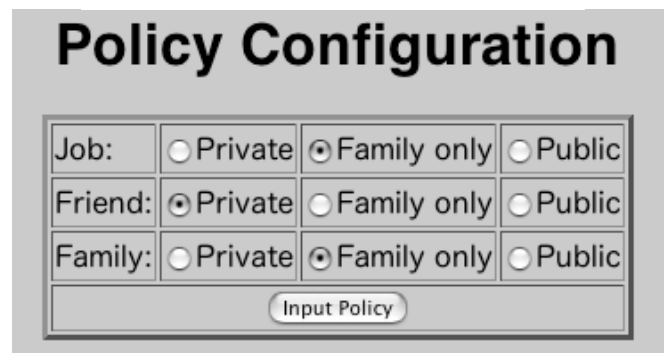 Policy Configuration
Job: Private Family only Public
Friend: Private Family only Public
Family: Private Family only Public
Input Policy